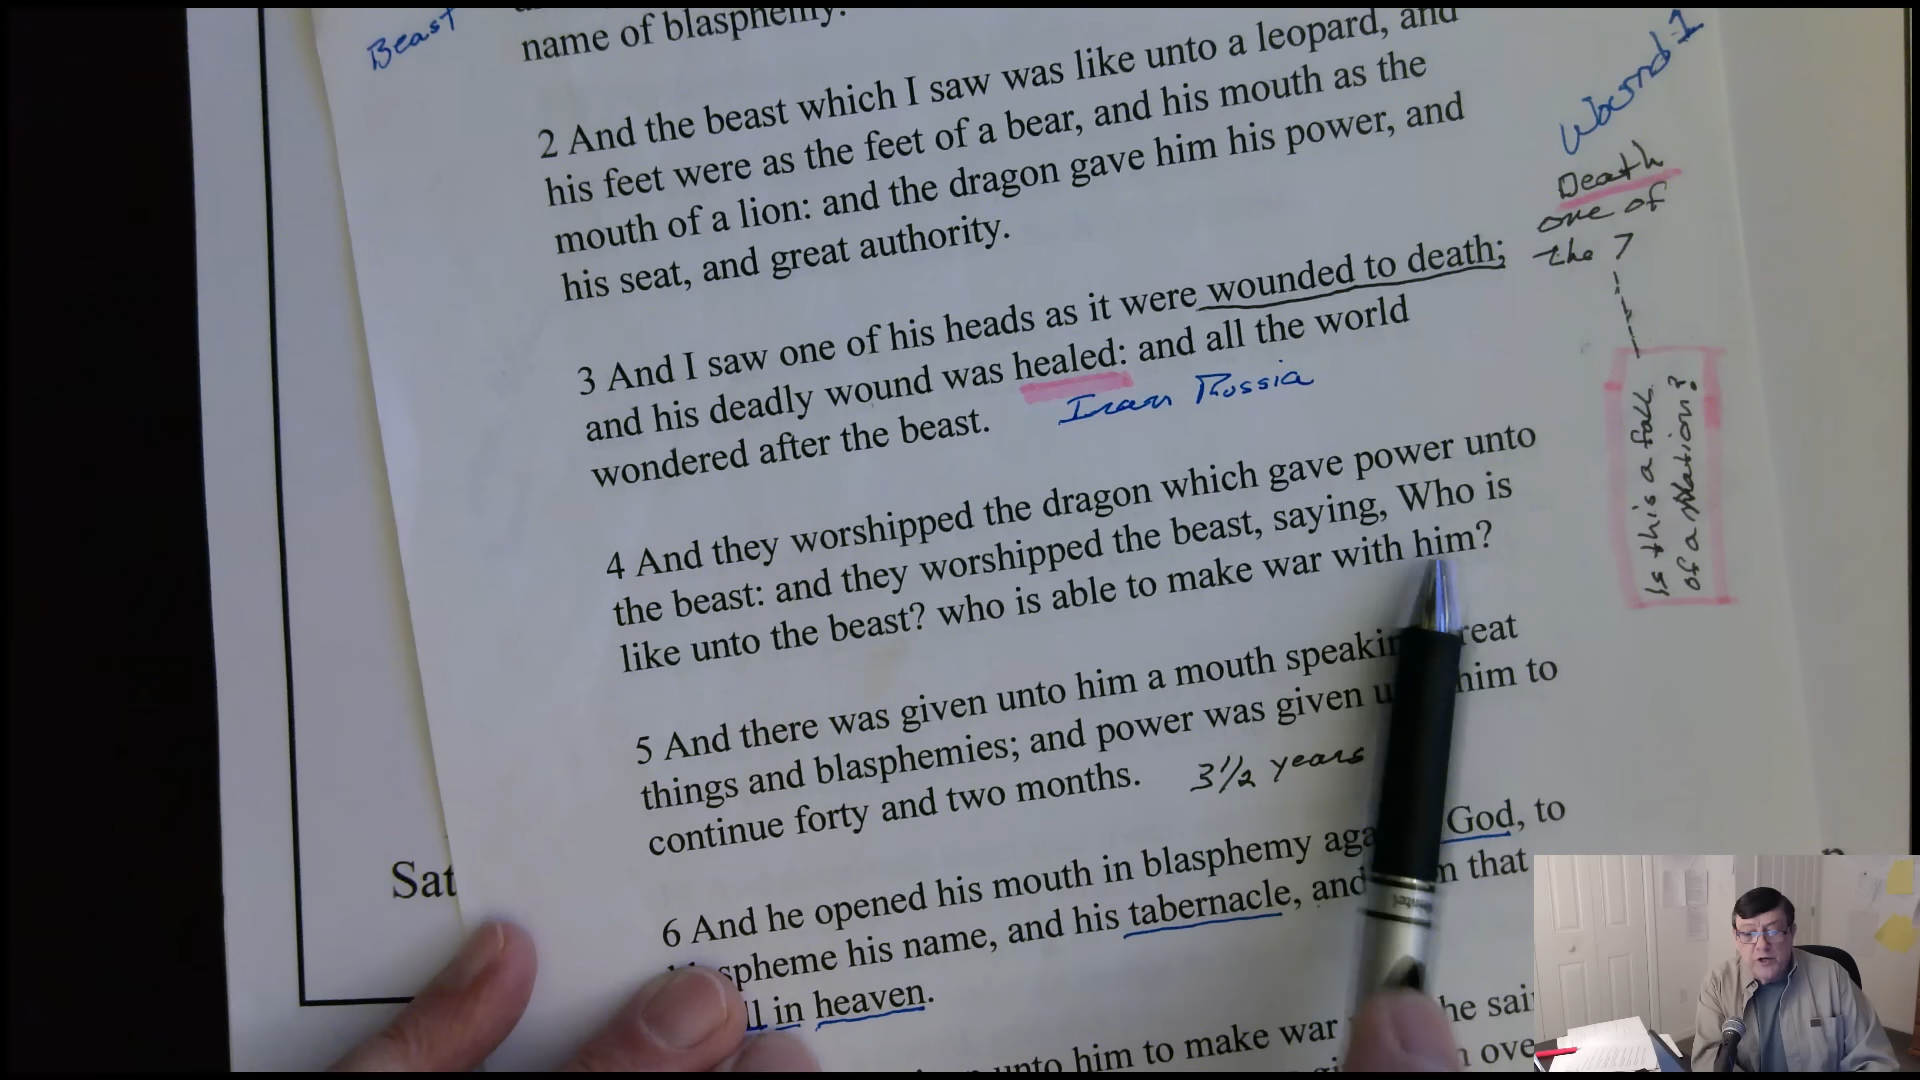 Beast
name of blasphemy.
2 And the beast which I saw was like unto a leopard, and
his feet were as the feet of a bear, and his mouth as the
mouth of a lion: and the dragon gave him his power, and
his seat, and great authority.
Wound-1
Death
one of
the 7
3 And I saw one of his heads as it were wounded to death;
and his deadly wound was healed: and all the world
wondered after the beast.
Iran Russia
Is this a fall
of a Nation?
4 And they worshipped the dragon which gave power unto
the beast: and they worshipped the beast, saying, Who is
like unto the beast? who is able to make war with him?
5 And there was given unto him a mouth speaking great
things and blasphemies; and power was given him to
continue forty and two months.
3½ years
6 And he opened his mouth in blasphemy God, to
his name, and his tabernacle, and that
in heaven.
unto him to make war
Sat